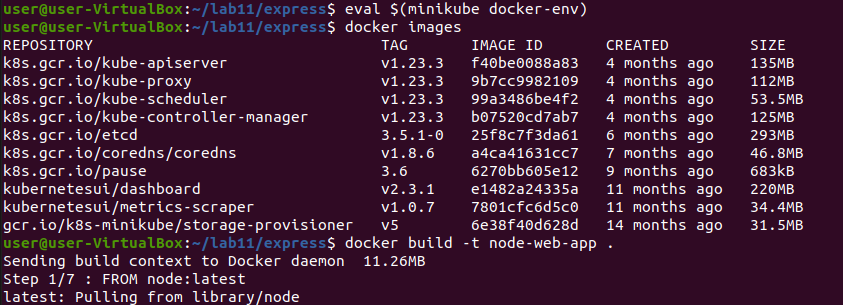 user@user-VirtualBox:~/lab11/express$ eval $(minikube docker-env)
user@user-VirtualBox:~/lab11/express$ docker images
REPOSITORY TAG IMAGE ID CREATED SIZE
k8s.gcr.io/kube-apiserver v1.23.3 f40be0088a83 4 months ago 135MB
k8s.gcr.io/kube-proxy v1.23.3 9b7cc9982109 4 months ago 112MB
k8s.gcr.io/kube-scheduler v1.23.3 99a3486be4f2 4 months ago 53.5MB
k8s.gcr.io/kube-controller-manager v1.23.3 b07520cd7ab7 4 months ago 125MB
k8s.gcr.io/etcd 3.5.1-0 25f8c7f3da61 6 months ago 293MB
k8s.gcr.io/coredns/coredns v1.8.6 a4ca41631cc7 7 months ago 46.8MB
k8s.gcr.io/pause 3.6 6270bb605e12 9 months ago 683kB
kubernetesui/dashboard v2.3.1 e1482a24335a 11 months ago 220MB
kubernetesui/metrics-scraper v1.0.7 7801cfc6d5c0 11 months ago 34.4MB
gcr.io/k8s-minikube/storage-provisioner v5 6e38f40d628d 14 months ago 31.5MB
user@user-VirtualBox:~/lab11/express$ docker build -t node-web-app .
Sending build context to Docker daemon 11.26MB
Step 1/7 : FROM node:latest
latest: Pulling from library/node